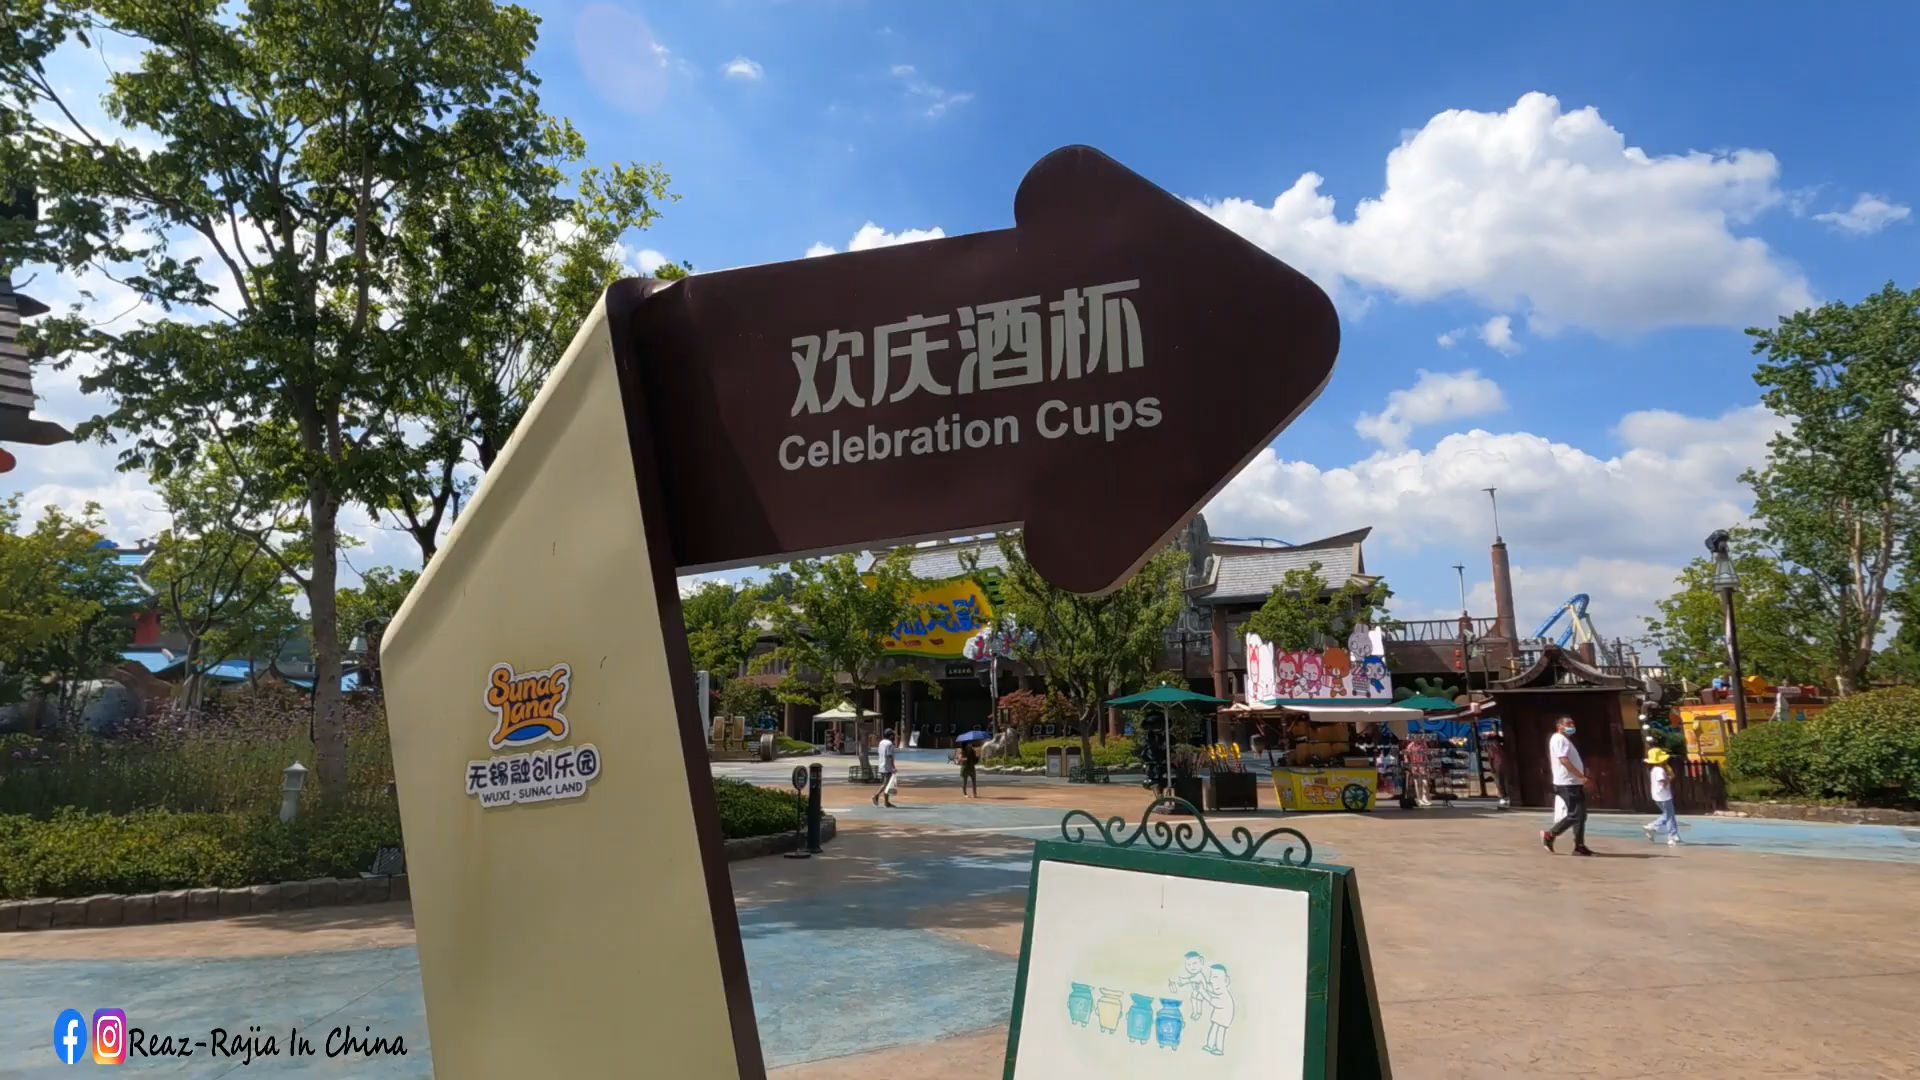 欢庆酒杯
Celebration Cups
Sunac
Land
无锡融创乐园
WUXI · SUNAC LAND
Reaz-Rajia In China